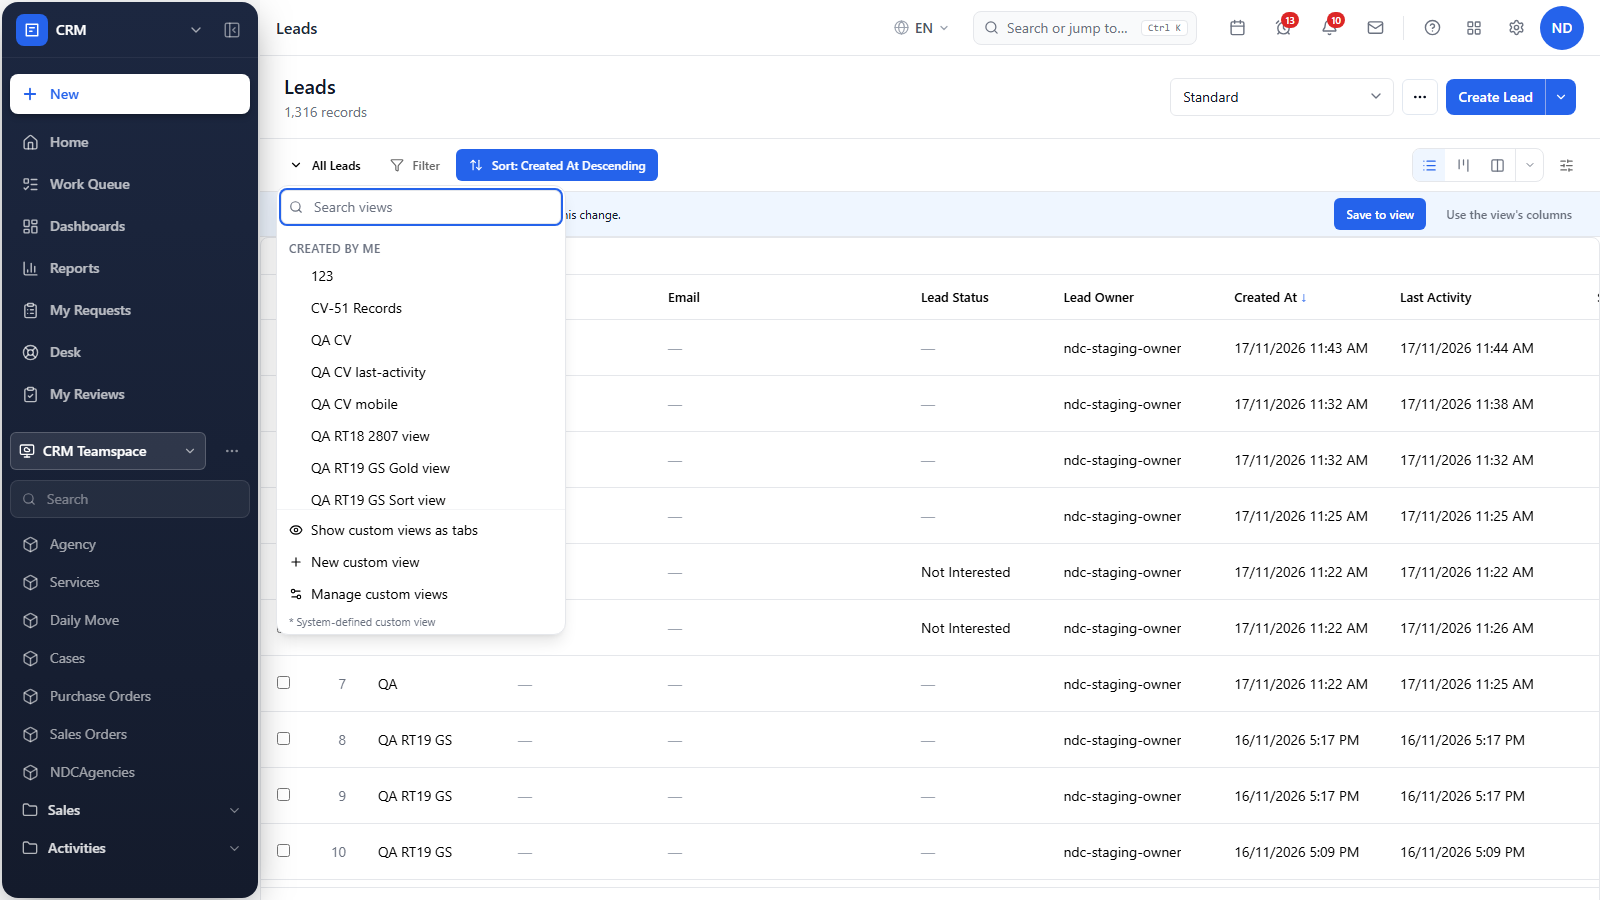 CRM
Leads
EN
Search or jump to...
Ctrl K
13
10
ND
New
Home
Work Queue
Dashboards
Reports
My Requests
Desk
My Reviews
CRM Teamspace
Search
Agency
Services
Daily Move
Cases
Purchase Orders
Sales Orders
NDCAgencies
Sales
Activities
Leads
1,316 records
Standard
Create Lead
All Leads
Filter
Sort: Created At Descending
Search views
his change.
Save to view
Use the view's columns
CREATED BY ME
123
CV-51 Records
QA CV
QA CV last-activity
QA CV mobile
QA RT18 2807 view
QA RT19 GS Gold view
QA RT19 GS Sort view
Show custom views as tabs
New custom view
Manage custom views
* System-defined custom view
Email Lead Status Lead Owner Created At ↓ Last Activity
— — ndc-staging-owner 17/11/2026 11:43 AM 17/11/2026 11:44 AM
— — ndc-staging-owner 17/11/2026 11:32 AM 17/11/2026 11:38 AM
— — ndc-staging-owner 17/11/2026 11:32 AM 17/11/2026 11:32 AM
— — ndc-staging-owner 17/11/2026 11:25 AM 17/11/2026 11:25 AM
— Not Interested ndc-staging-owner 17/11/2026 11:22 AM 17/11/2026 11:22 AM
— Not Interested ndc-staging-owner 17/11/2026 11:22 AM 17/11/2026 11:26 AM
7 QA — — — ndc-staging-owner 17/11/2026 11:22 AM 17/11/2026 11:25 AM
8 QA RT19 GS — — — ndc-staging-owner 16/11/2026 5:17 PM 16/11/2026 5:17 PM
9 QA RT19 GS — — — ndc-staging-owner 16/11/2026 5:17 PM 16/11/2026 5:17 PM
10 QA RT19 GS — — — ndc-staging-owner 16/11/2026 5:09 PM 16/11/2026 5:09 PM